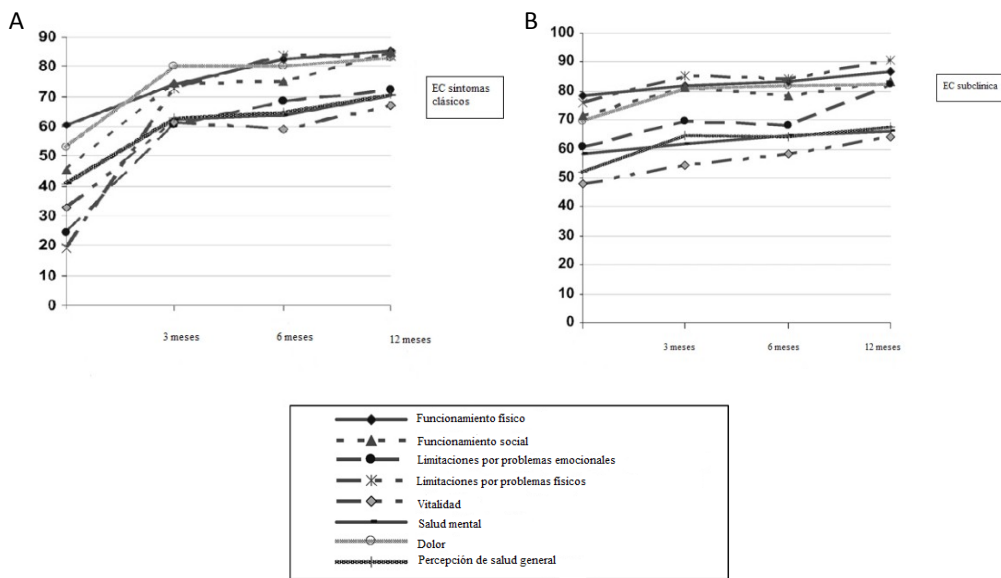 A
90
80
70
60
50
40
30
20
10
0
3 meses
6 meses
12 meses
EC sintomas
clásicos
B
100
90
80
70
60
50
40
30
20
10
0
3 meses
6 meses
12 meses
EC subclínica
Funcionamiento físico
Funcionamiento social
Limitaciones por problemas emocionales
Limitaciones por problemas físicos
Vitalidad
Salud mental
Dolor
Percepción de salud general